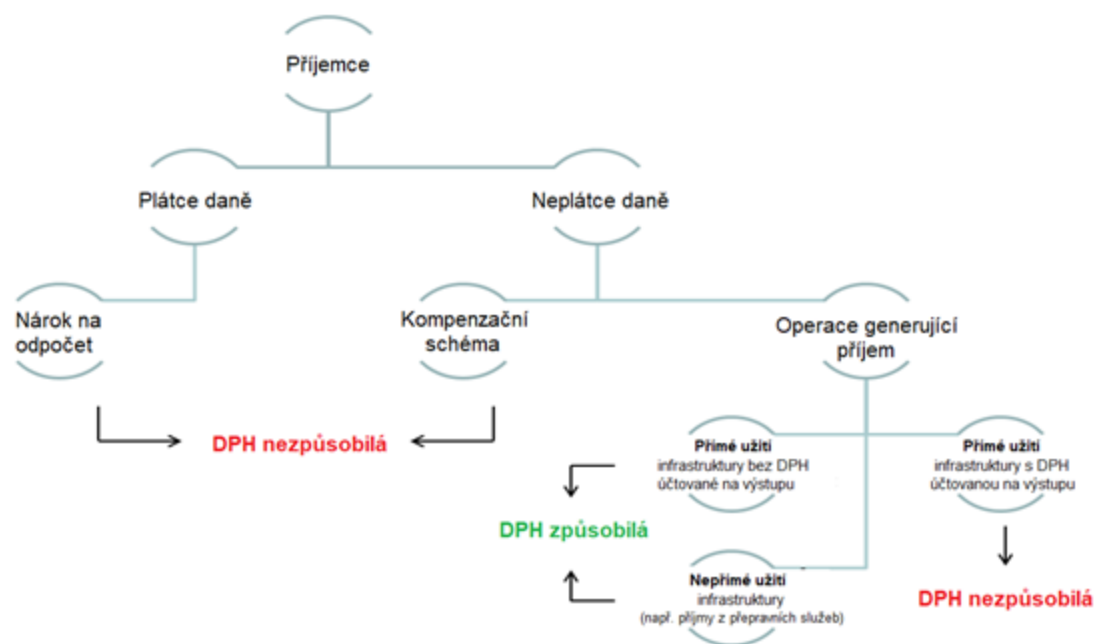 Příjemce
Plátce daně
Neplátce daně
Nárok na
odpočet
Kompenzační
schéma
Operace generující
příjem
DPH nezpůsobilá
Přímé užití
infrastruktury bez DPH
účtované na výstupu
Přímé užití
infrastruktury s DPH
účtovanou na výstupu
DPH způsobilá
Nepřímé užití
infrastruktury
(např. příjmy z přepravních služeb)
DPH nezpůsobilá